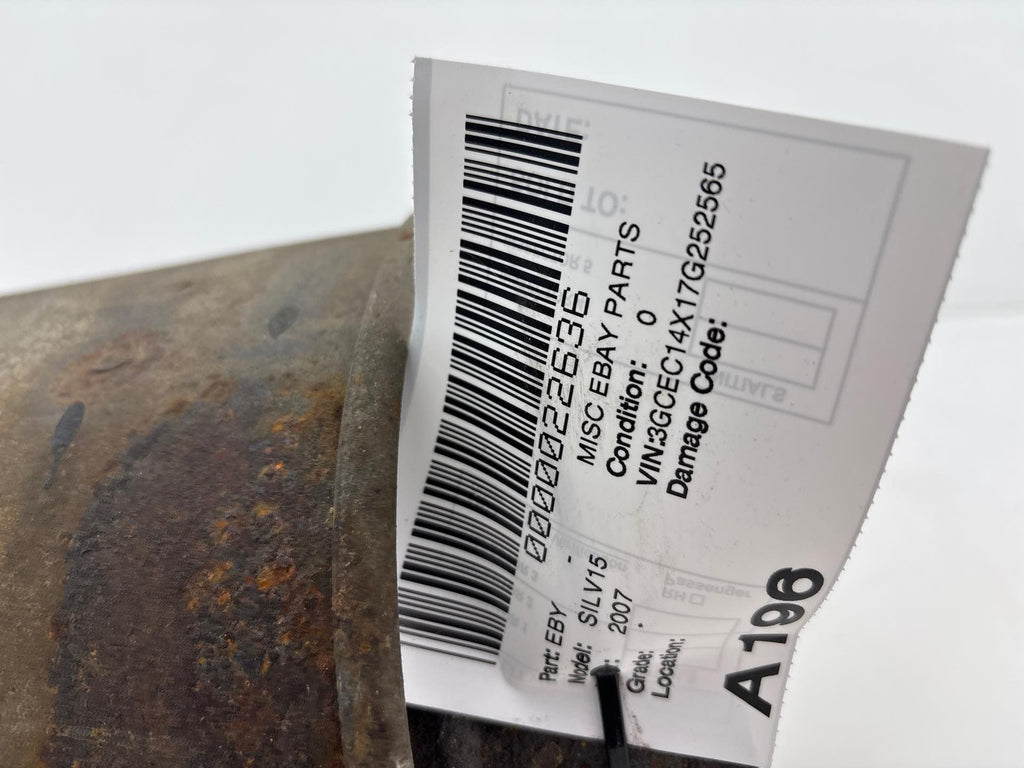 0000022636
Part: EBY - MISC EBAY PARTS
Model: SILV15 Condition: 0
: 2007 VIN:3GCEC14X17G252565
Grade: - Damage Code:
Location:
A196
DATE:
TO:
INITIALS
Passenger
RH